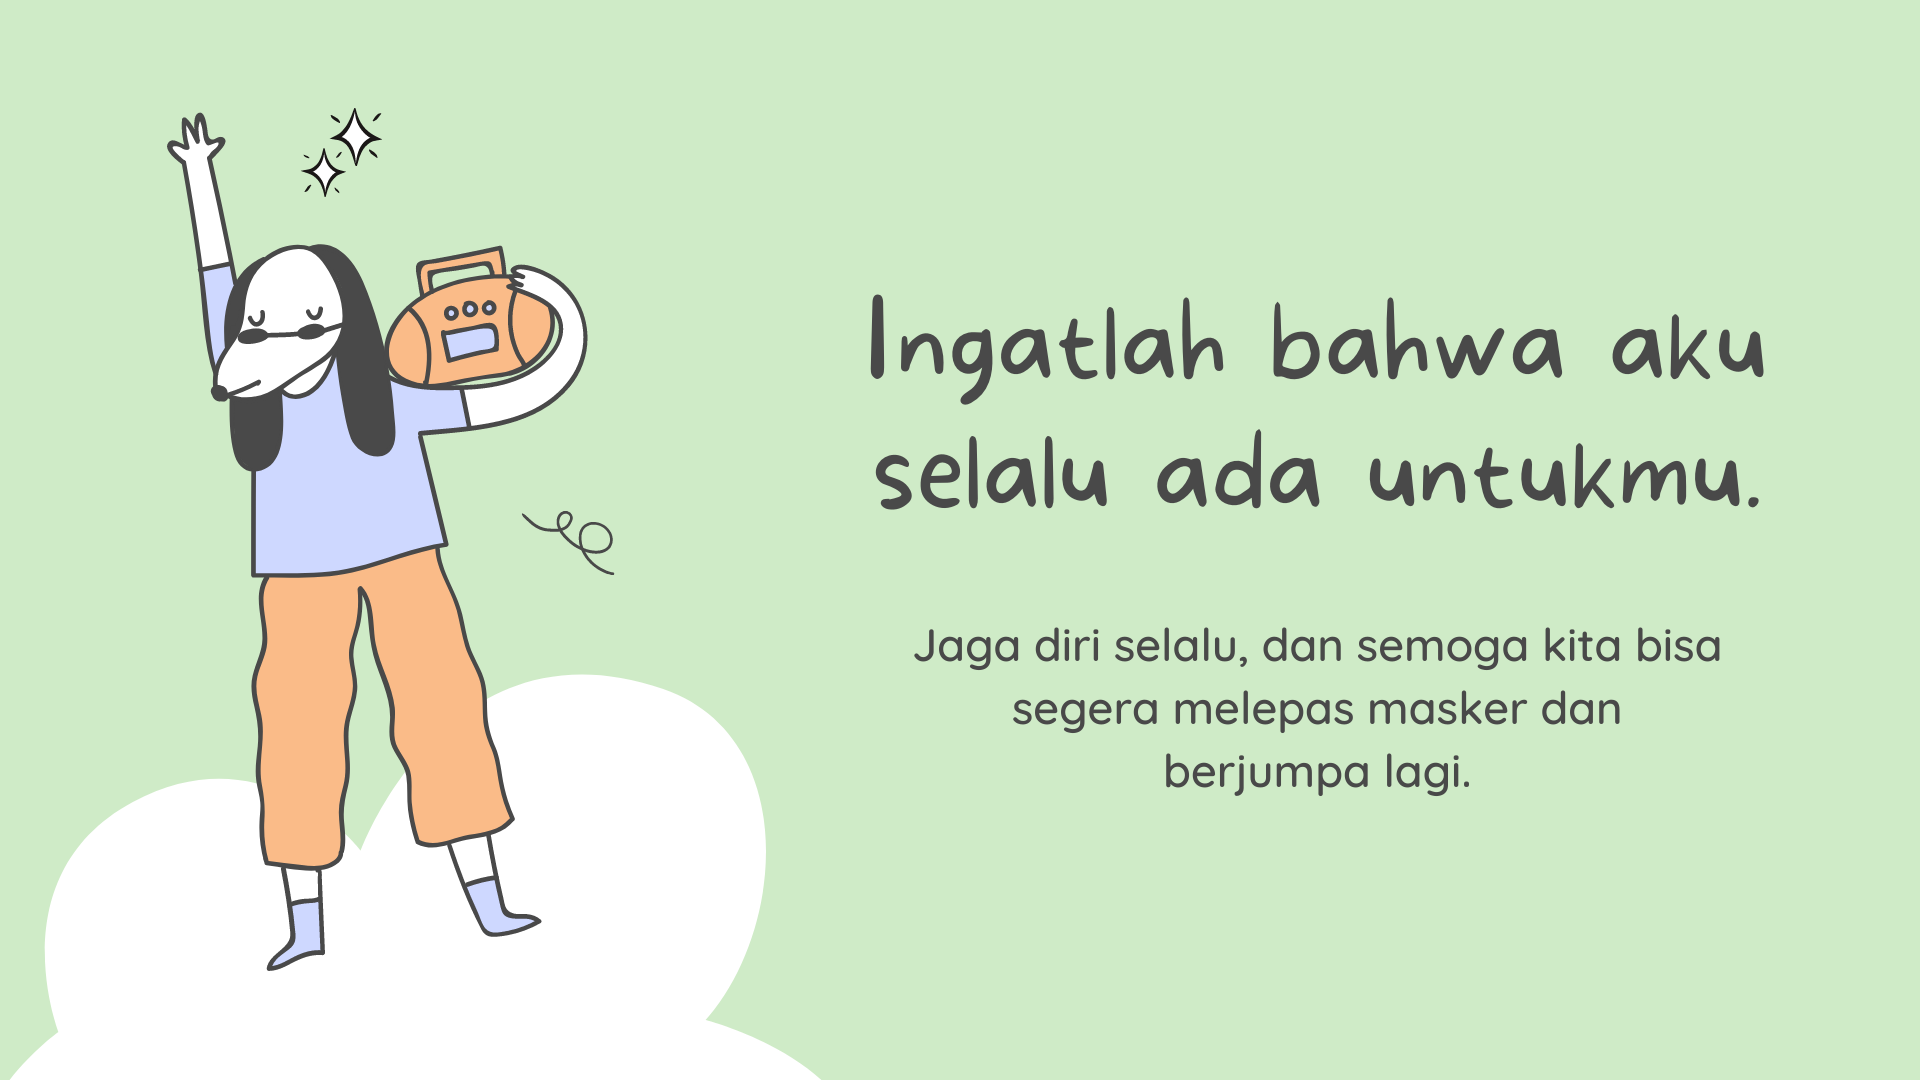 Ingatlah bahwa aku
selalu ada untukmu.
Jaga diri selalu, dan semoga kita bisa
segera melepas masker dan
berjumpa lagi.